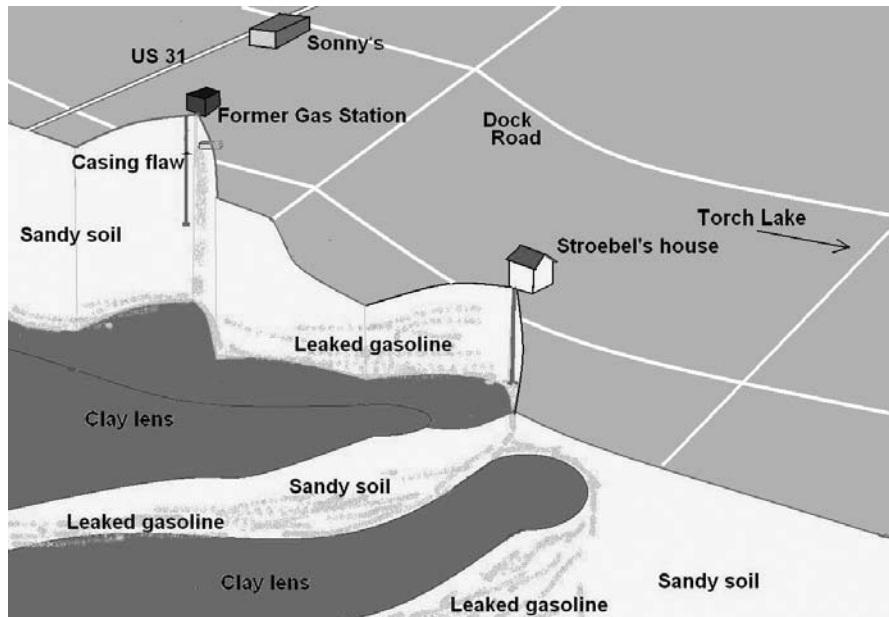 Sonny's
US 31
Former Gas Station
Dock
Road
Casing flaw
Torch Lake
Sandy soil
Stroebel's house
Leaked gasoline
Clay lens
Sandy soil
Leaked gasoline
Clay lens
Sandy soil
Leaked gasoline